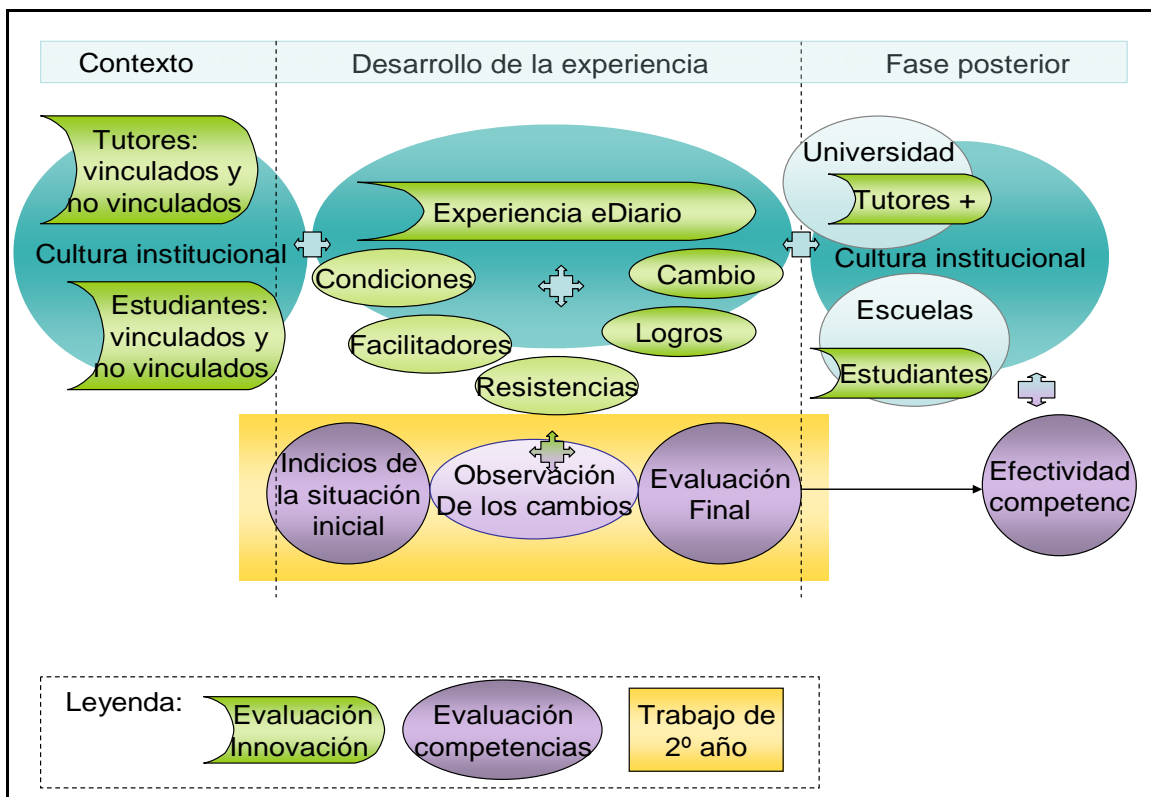 Contexto
Desarrollo de la experiencia
Fase posterior
Tutores:
vinculados y
no vinculados
Cultura institucional
Estudiantes:
vinculados y
no vinculados
Experiencia eDiario
Condiciones
Cambio
Facilitadores
Logros
Resistencias
Universidad
Tutores +
Cultura institucional
Escuelas
Estudiantes
Indicios de
la situación
inicial
Observación
De los cambios
Evaluación
Final
Efectividad
competenc
Leyenda:
Evaluación
Innovación
Evaluación
competencias
Trabajo de
2º año